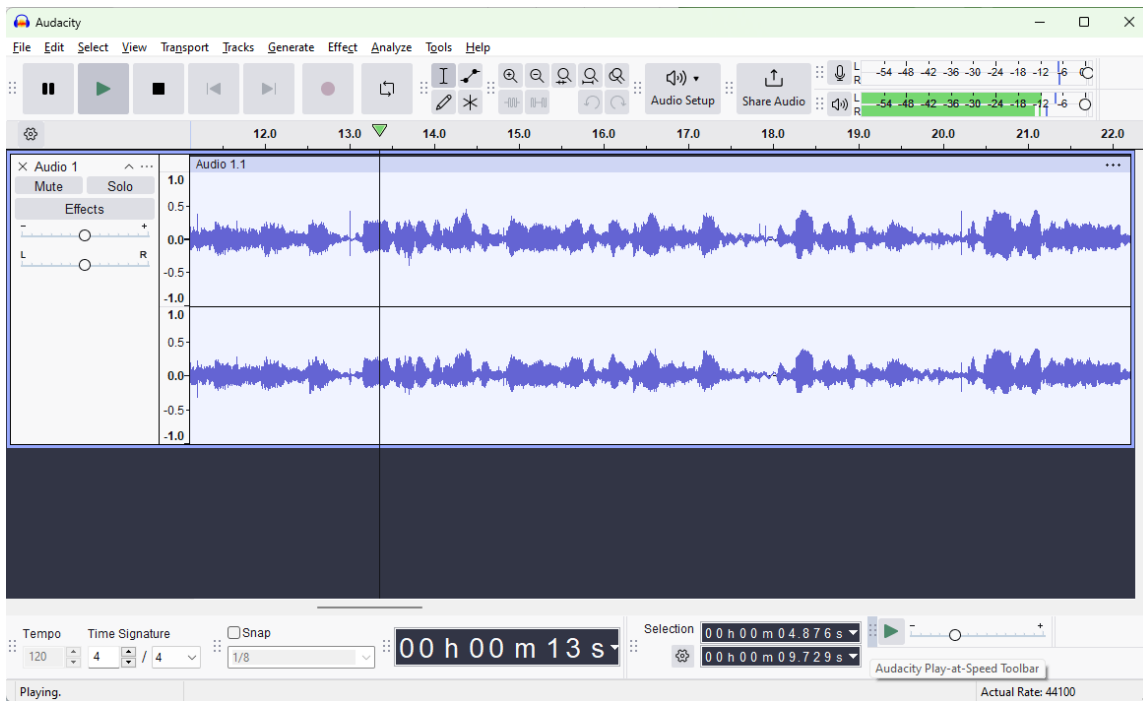 Audacity
File Edit Select View Transport Tracks Generate Effect Analyze Tools Help
Audio Setup
Share Audio
L
R
-54 -48 -42 -36 -30 -24 -18 -12 -6 0
L
R
-54 -48 -42 -36 -30 -24 -18 -12 -6 0
12.0 13.0 14.0 15.0 16.0 17.0 18.0 19.0 20.0 21.0 22.0
Audio 1
Audio 1.1
Mute Solo
Effects
- +
L R
1.0
0.5
0.0
-0.5
-1.0
1.0
0.5
0.0
-0.5
-1.0
Tempo
120
Time Signature
4 / 4
Snap
1/8
00 h 00 m 13 s
Selection
00 h 00 m 04.876 s
00 h 00 m 09.729 s
- +
Audacity Play-at-Speed Toolbar
Playing.
Actual Rate: 44100